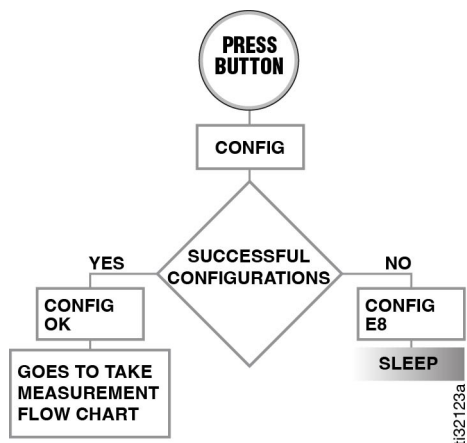 PRESS
BUTTON
CONFIG
SUCCESSFUL
CONFIGURATIONS
YES
NO
CONFIG
OK
CONFIG
E8
GOES TO TAKE
MEASUREMENT
FLOW CHART
SLEEP
ti32123a